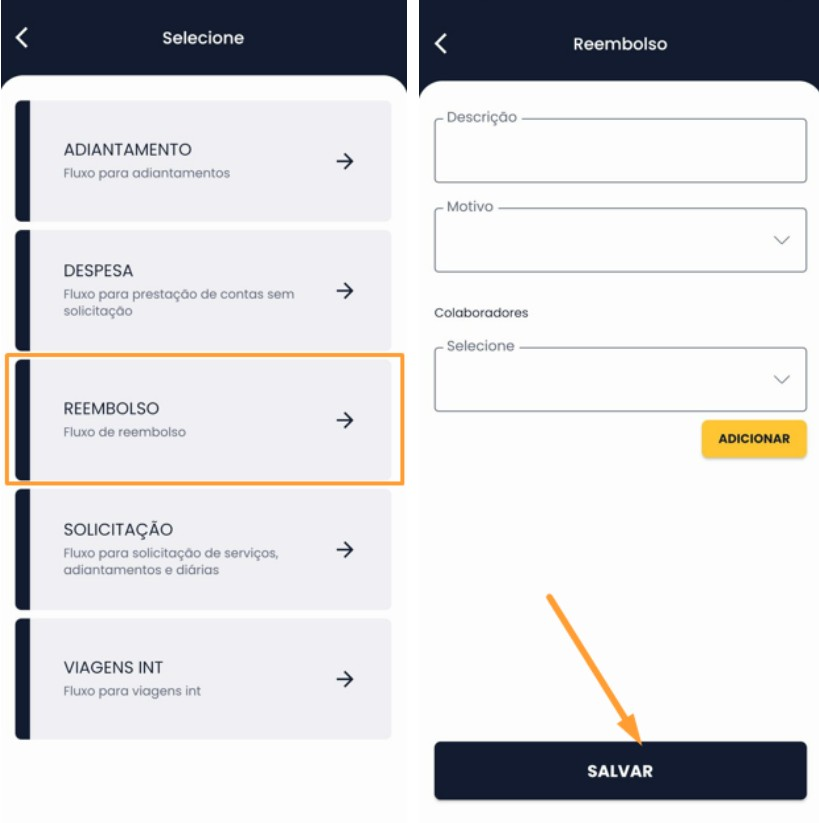 Selecione
ADIANTAMENTO
Fluxo para adiantamentos
DESPESA
Fluxo para prestação de contas sem
solicitação
REEMBOLSO
Fluxo de reembolso
SOLICITAÇÃO
Fluxo para solicitação de serviços,
adiantamentos e diárias
VIAGENS INT
Fluxo para viagens int
Reembolso
Descrição
Motivo
Colaboradores
Selecione
ADICIONAR
SALVAR